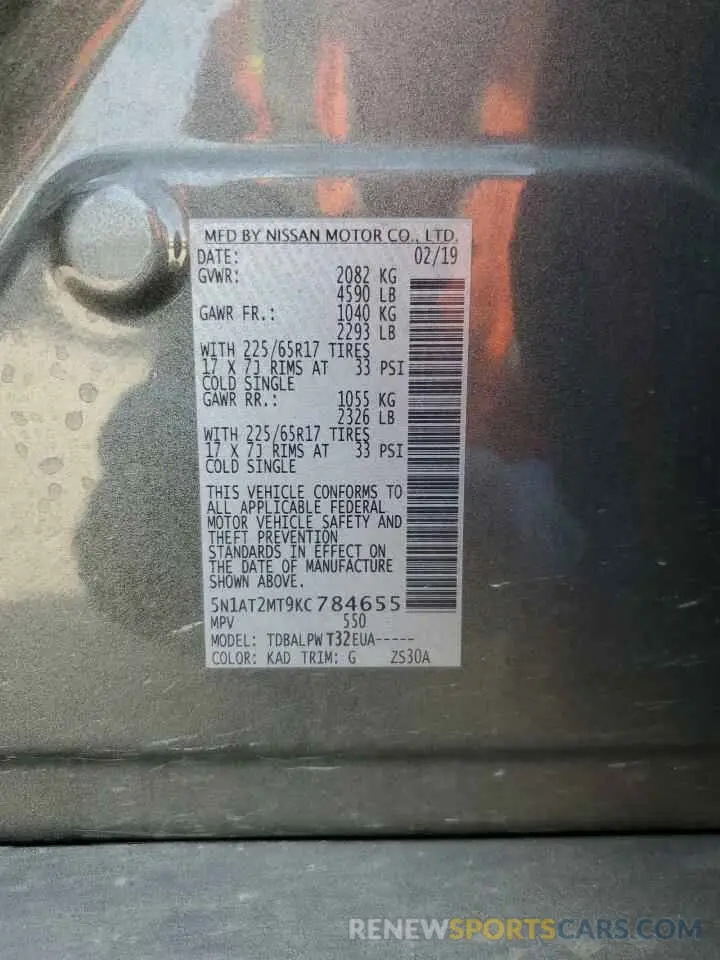 MFD BY NISSAN MOTOR CO., LTD.
DATE: 02/19
GVWR: 2082 KG
4590 LB
GAWR FR.: 1040 KG
2293 LB
WITH 225/65R17 TIRES
17 X 7J RIMS AT 33 PSI
COLD SINGLE
GAWR RR.: 1055 KG
2326 LB
WITH 225/65R17 TIRES
17 X 7J RIMS AT 33 PSI
COLD SINGLE
THIS VEHICLE CONFORMS TO
ALL APPLICABLE FEDERAL
MOTOR VEHICLE SAFETY AND
THEFT PREVENTION
STANDARDS IN EFFECT ON
THE DATE OF MANUFACTURE
SHOWN ABOVE.
5N1AT2MT9KC784655
MPV 550
MODEL: TDBALPWT32EUA-----
COLOR: KAD TRIM: G ZS30A
RENEWSPORTSCARS.COM